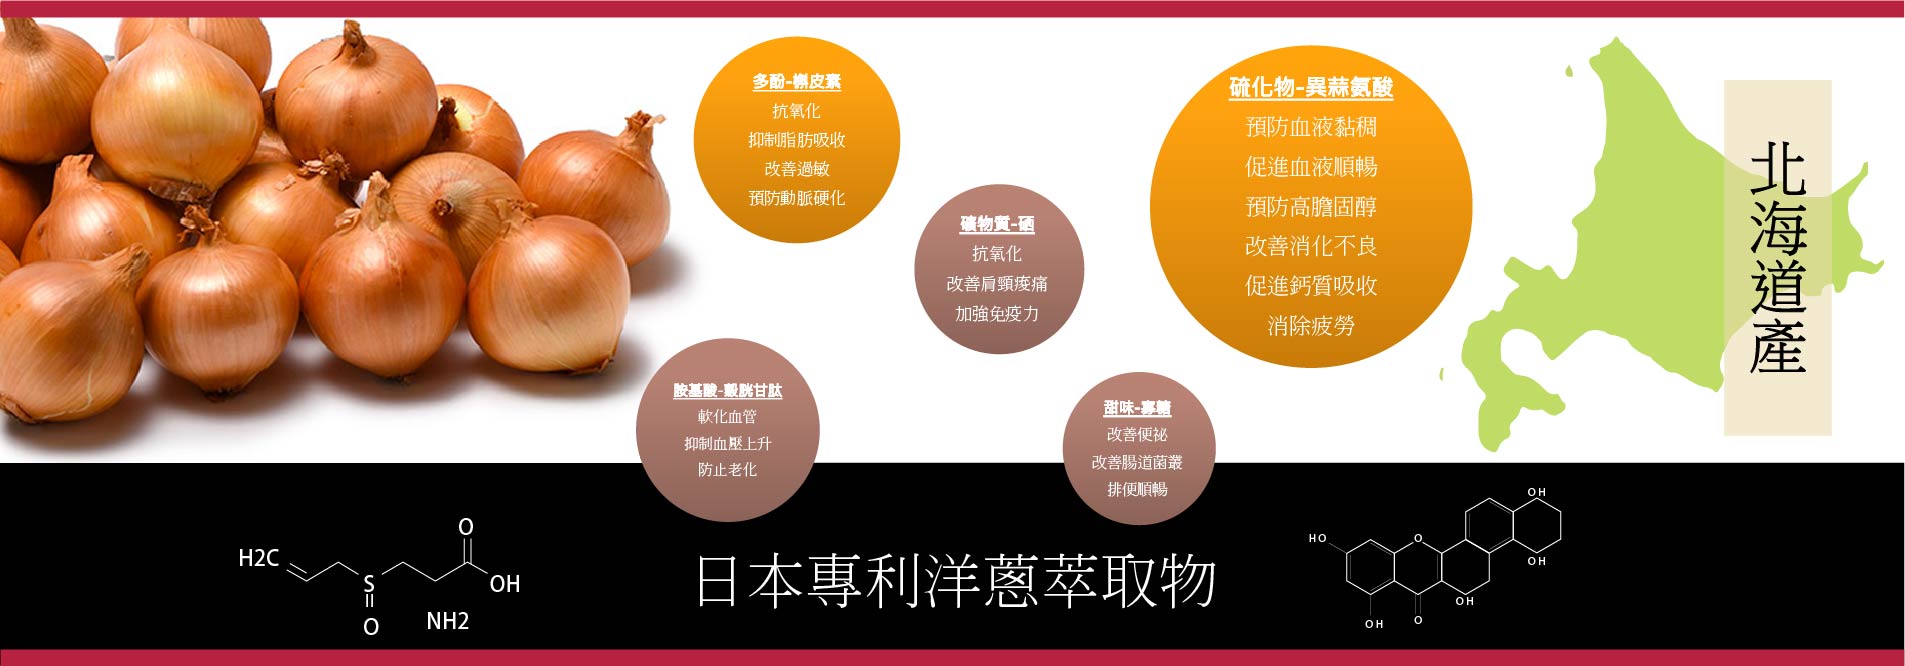 多酚-槲皮素
抗氧化
抑制脂肪吸收
改善過敏
預防動脈硬化
礦物質-硒
抗氧化
改善肩頸痠痛
加強免疫力
硫化物-異蒜氨酸
預防血液黏稠
促進血液順暢
預防高膽固醇
改善消化不良
促進鈣質吸收
消除疲勞
北海道產
胺基酸-穀胱甘肽
軟化血管
抑制血壓上升
防止老化
甜味-寡糖
改善便祕
改善腸道菌叢
排便順暢
日本專利洋蔥萃取物
H2C
S
O
O
OH
NH2
HO
O
OH
OH
OH
O
OH